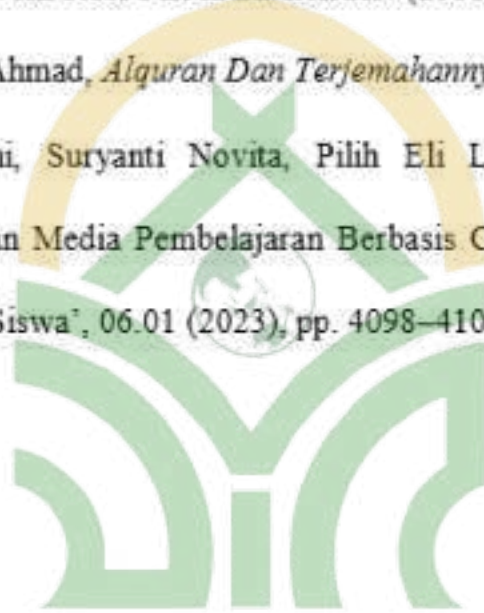 Ahmad, Alquran Dan Terjemahanny
Suryanti Novita, Pilih Eli L
Media Pembelajaran Berbasis
Siswa', 06.01 (2023), pp. 4098–410